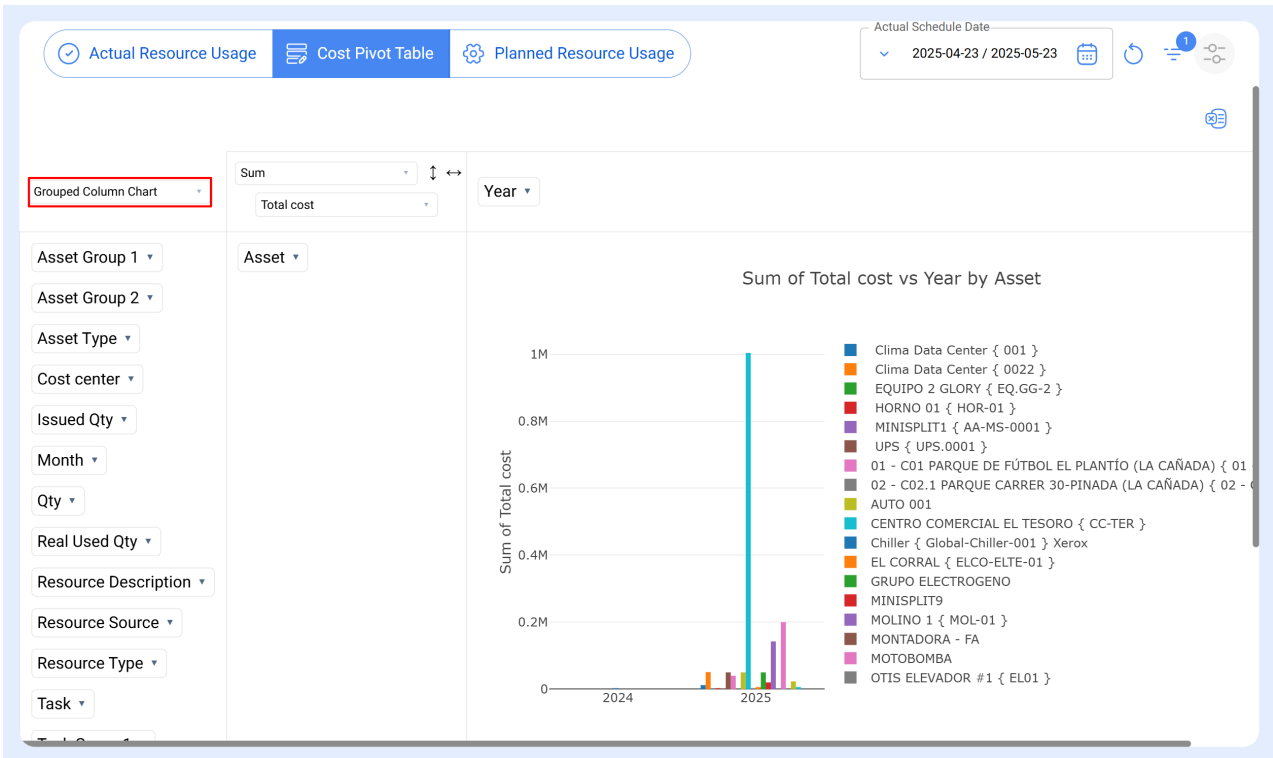 Actual Resource Usage
Cost Pivot Table
Planned Resource Usage
Actual Schedule Date
2025-04-23 / 2025-05-23
1
Grouped Column Chart
Sum
Total cost
Year
Asset Group 1
Asset Group 2
Asset Type
Cost center
Issued Qty
Month
Qty
Real Used Qty
Resource Description
Resource Source
Resource Type
Task
Asset
Sum of Total cost vs Year by Asset
Sum of Total cost
1M
0.8M
0.6M
0.4M
0.2M
0
2024
2025
Clima Data Center { 001 }
Clima Data Center { 0022 }
EQUIPO 2 GLORY { EQ.GG-2 }
HORNO 01 { HOR-01 }
MINISPLIT1 { AA-MS-0001 }
UPS { UPS.0001 }
01 - C01 PARQUE DE FÚTBOL EL PLANTÍO (LA CAÑADA) { 01
02 - C02.1 PARQUE CARRER 30-PINADA (LA CAÑADA) { 02 -
AUTO 001
CENTRO COMERCIAL EL TESORO { CC-TER }
Chiller { Global-Chiller-001 } Xerox
EL CORRAL { ELCO-ELTE-01 }
GRUPO ELECTROGENO
MINISPLIT9
MOLINO 1 { MOL-01 }
MONTADORA - FA
MOTOBOMBA
OTIS ELEVADOR #1 { EL01 }